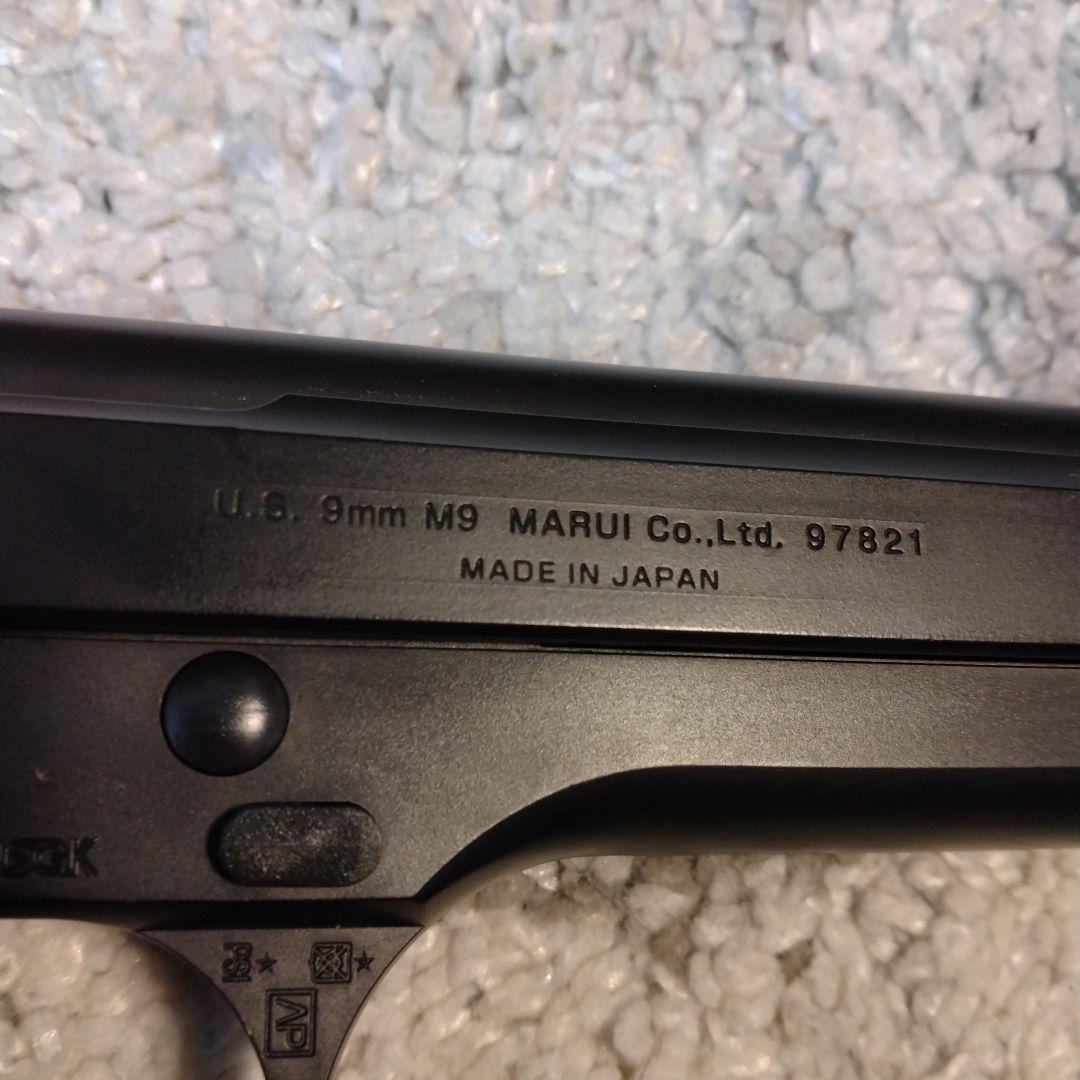 U.S. 9mm M9 MARUI Co.,Ltd. 97821
MADE IN JAPAN